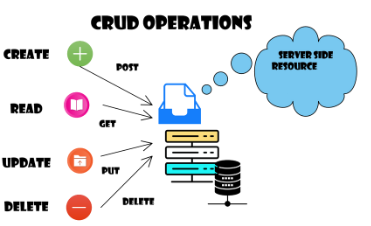 CRUD OPERATIONS
SERVER SIDE
RESOURCE
CREATE
POST
READ
GET
UPDATE
PUT
DELETE
DELETE